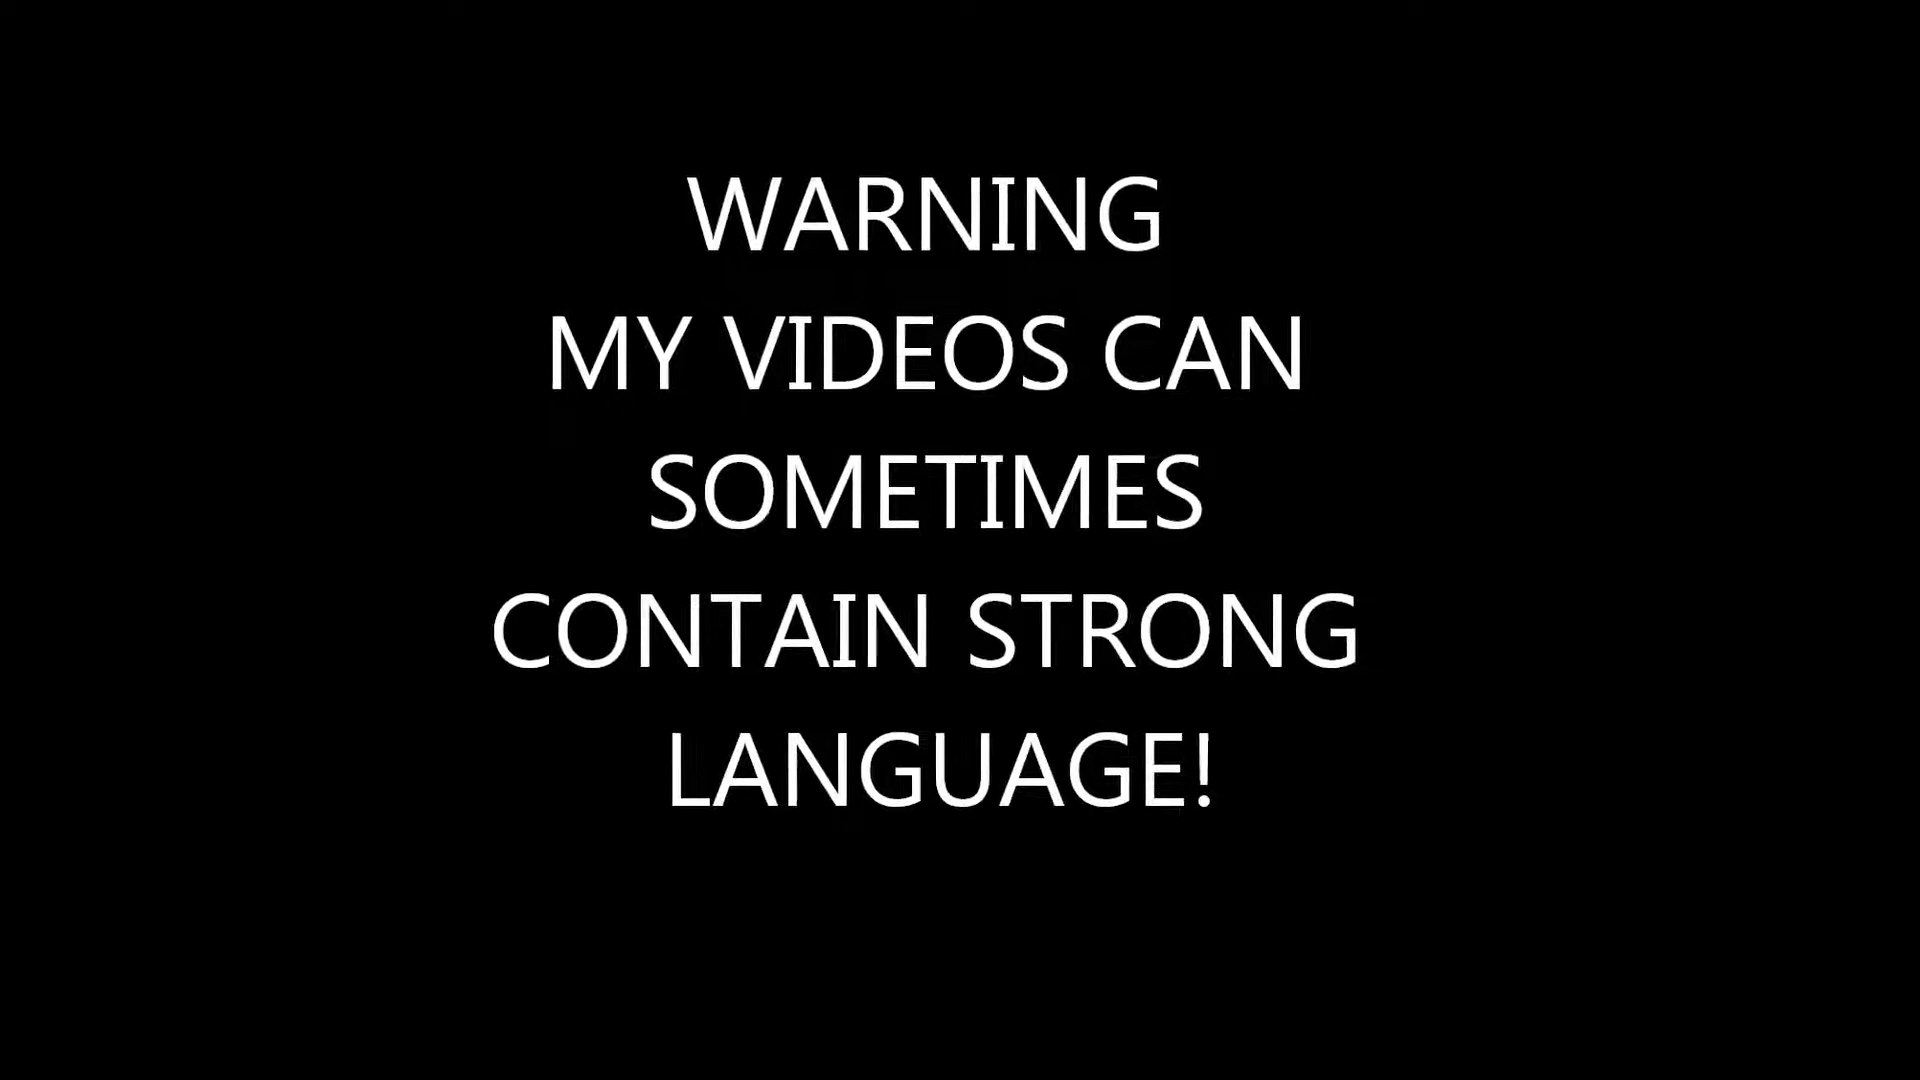 WARNING
MY VIDEOS CAN
SOMETIMES
CONTAIN STRONG
LANGUAGE!